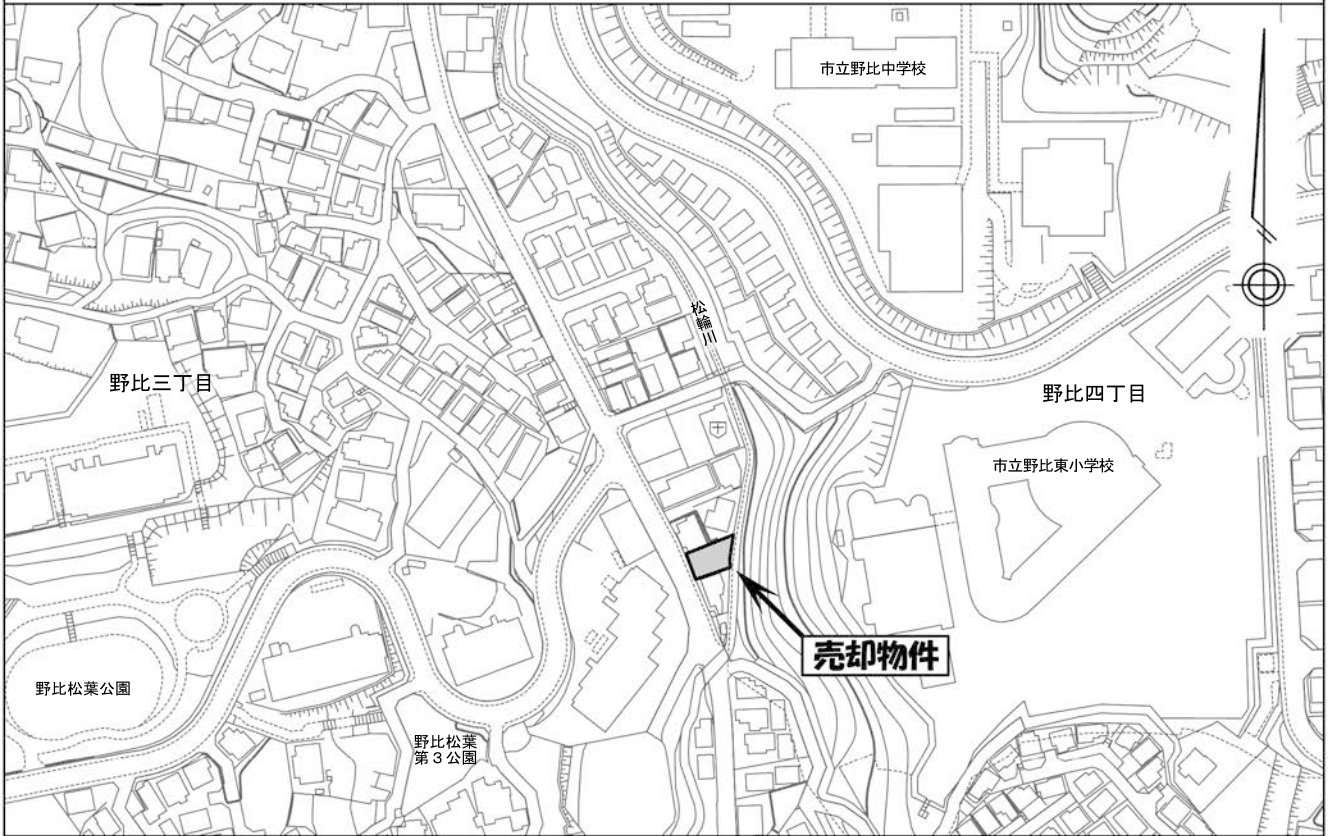 市立野比中学校
松輪川
野比三丁目
野比四丁目
市立野比東小学校
売却物件
野比松葉公園
野比松葉
第3公園